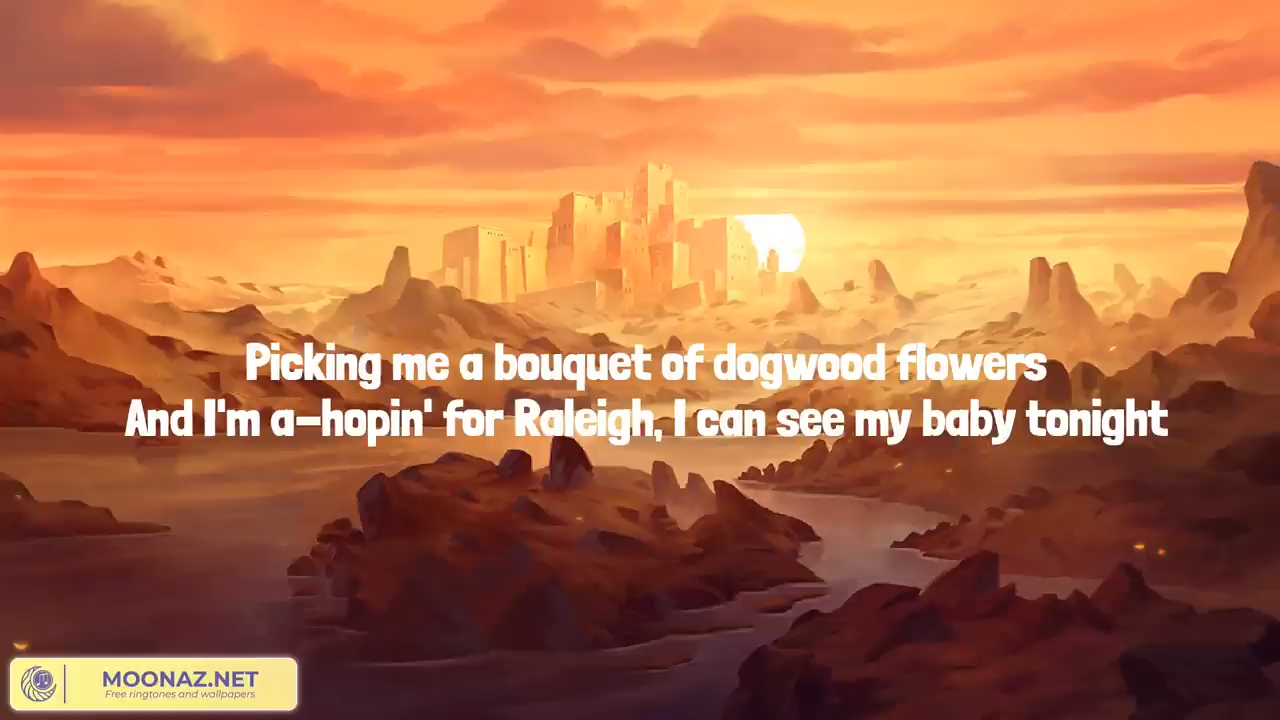 Picking me a bouquet of dogwood flowers
And I'm a-hopin' for Raleigh, I can see my baby tonight
MOONAZ.NET
Free ringtones and wallpapers